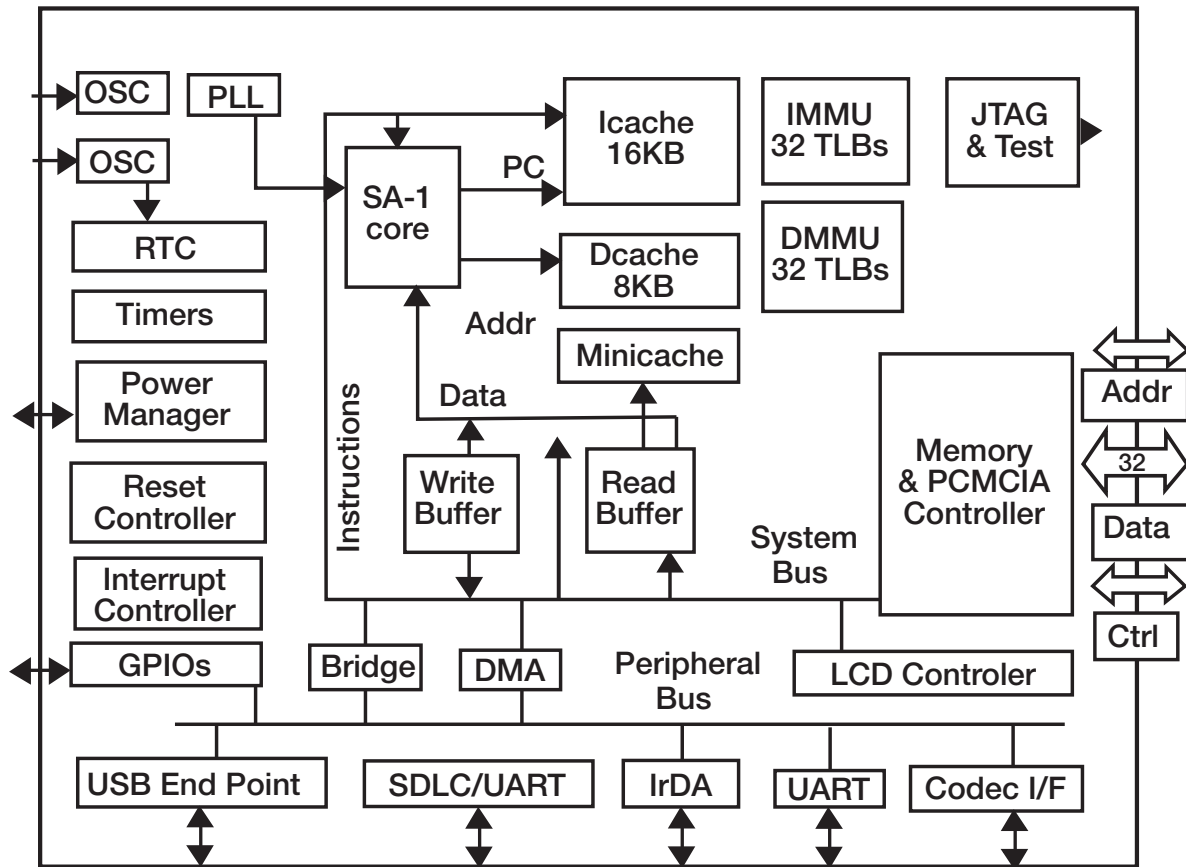 OSC
PLL
OSC
RTC
Timers
Power
Manager
Reset
Controller
Interrupt
Controller
GPIOs
SA-1
core
PC
Icache
16KB
IMMU
32 TLBs
JTAG
& Test
Dcache
8KB
DMMU
32 TLBs
Addr
Minicache
Data
Instructions
Write
Buffer
Read
Buffer
System
Bus
Memory
& PCMCIA
Controller
Addr
32
Data
Ctrl
Bridge
DMA
Peripheral
Bus
LCD Controler
USB End Point
SDLC/UART
IrDA
UART
Codec I/F